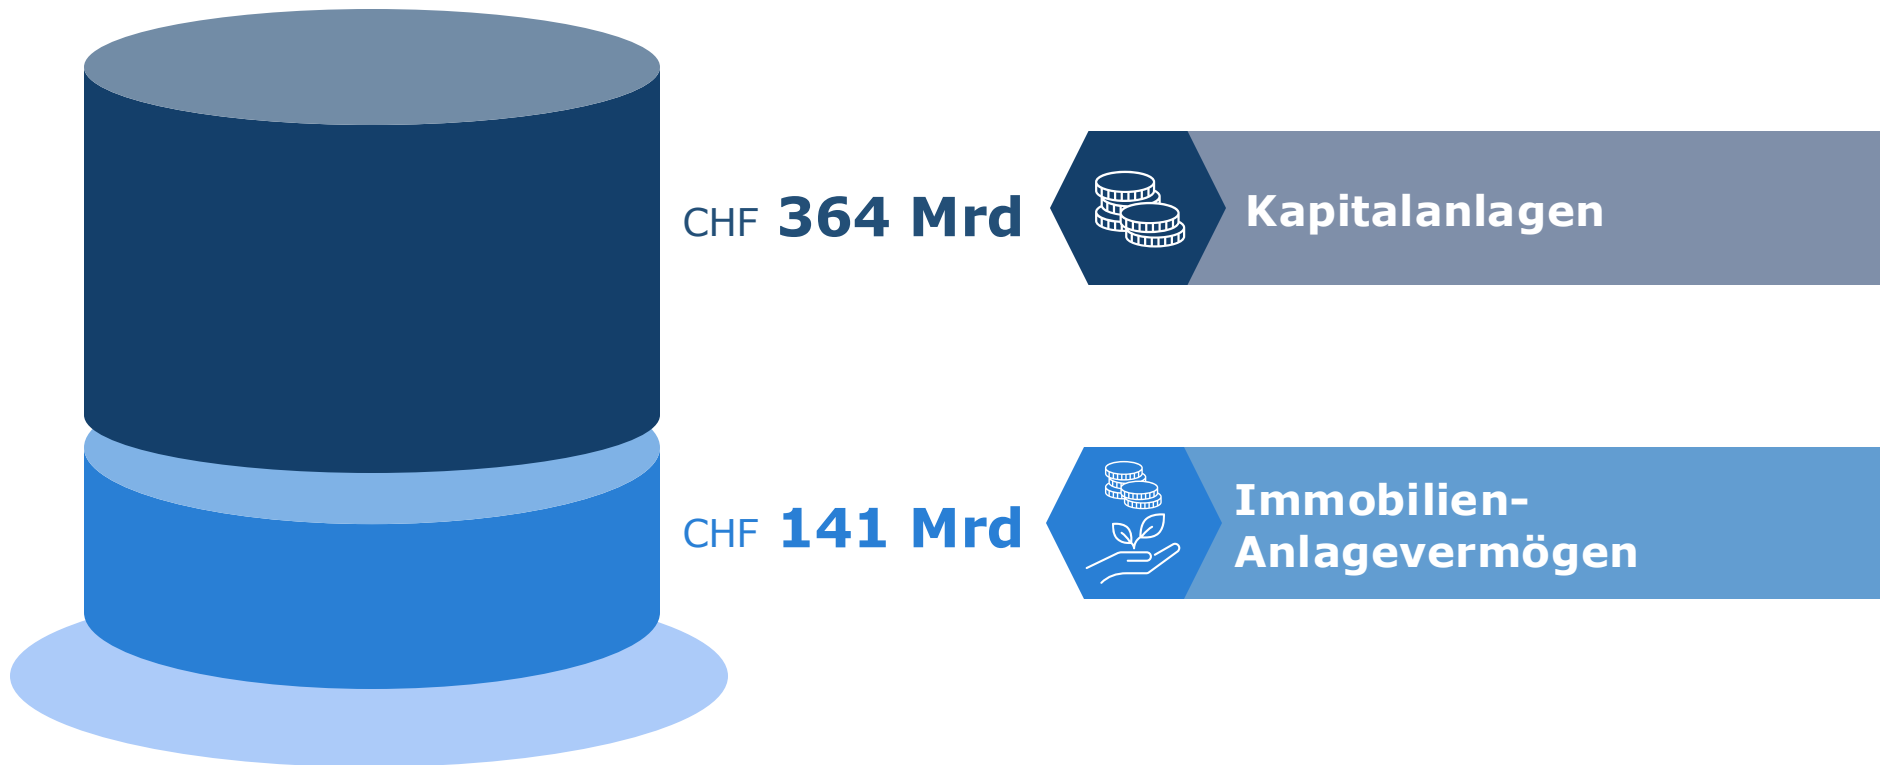 CHF 364 Mrd
Kapitalanlagen
CHF 141 Mrd
Immobilien-
Anlagevermögen